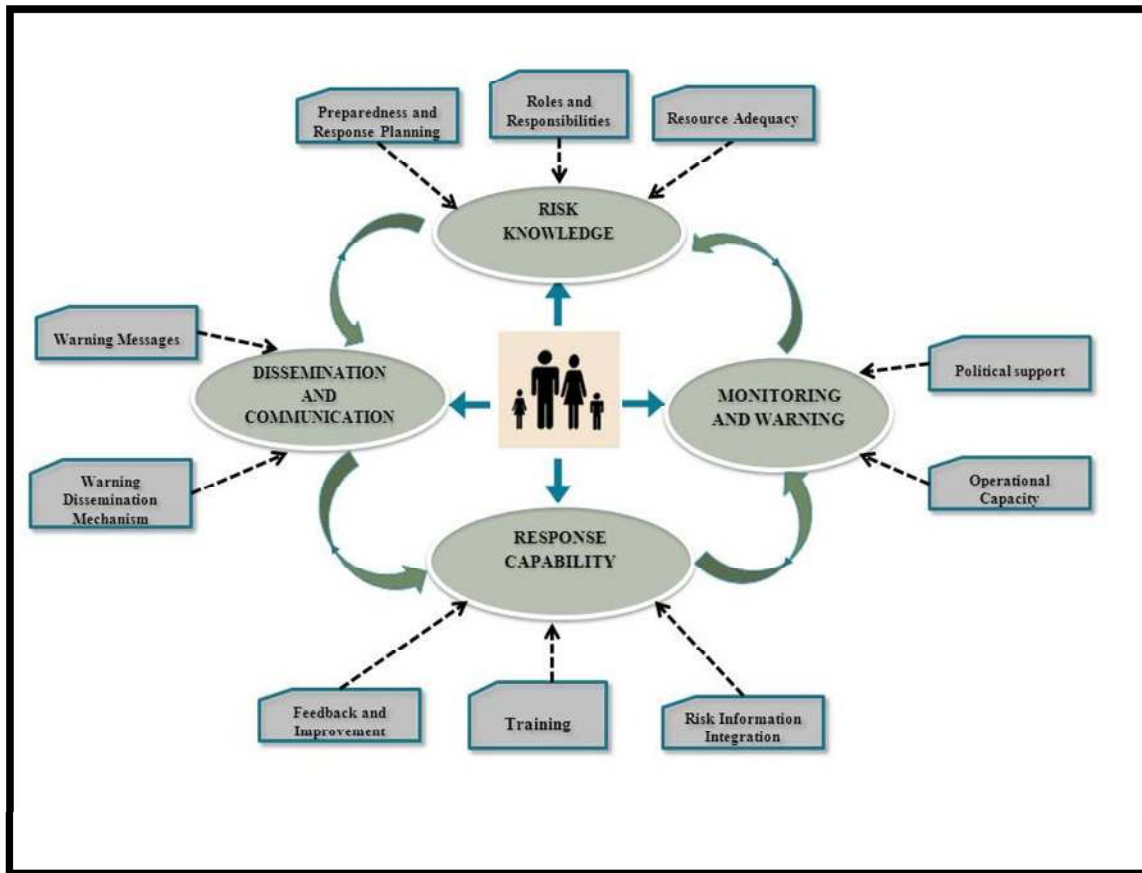 Preparedness and
Response Planning
Roles and
Responsibilities
Resource Adequacy
RISK
KNOWLEDGE
Warning Messages
DISSEMINATION
AND
COMMUNICATION
MONITORING
AND WARNING
Political support
Warning
Dissemination
Mechanism
Operational
Capacity
RESPONSE
CAPABILITY
Feedback and
Improvement
Training
Risk Information
Integration